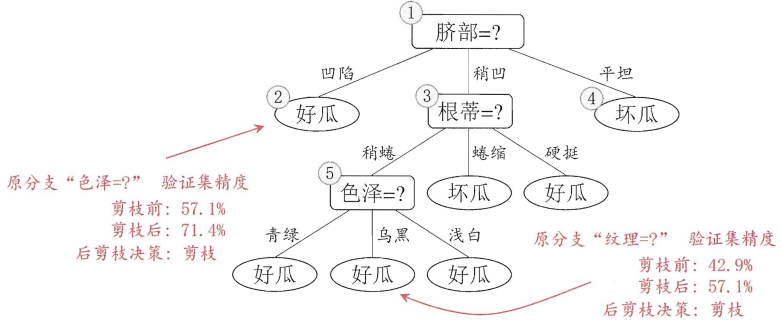 ①
脐部=?
凹陷 稍凹 平坦
② ③ ④
好瓜 根蒂=? 坏瓜
稍蜷 蜷缩 硬挺
⑤
色泽=? 坏瓜 好瓜
青绿 乌黑 浅白
好瓜 好瓜 好瓜
原分支“色泽=?” 验证集精度
剪枝前: 57.1%
剪枝后: 71.4%
后剪枝决策: 剪枝
原分支“纹理=?” 验证集精度
剪枝前: 42.9%
剪枝后: 57.1%
后剪枝决策: 剪枝